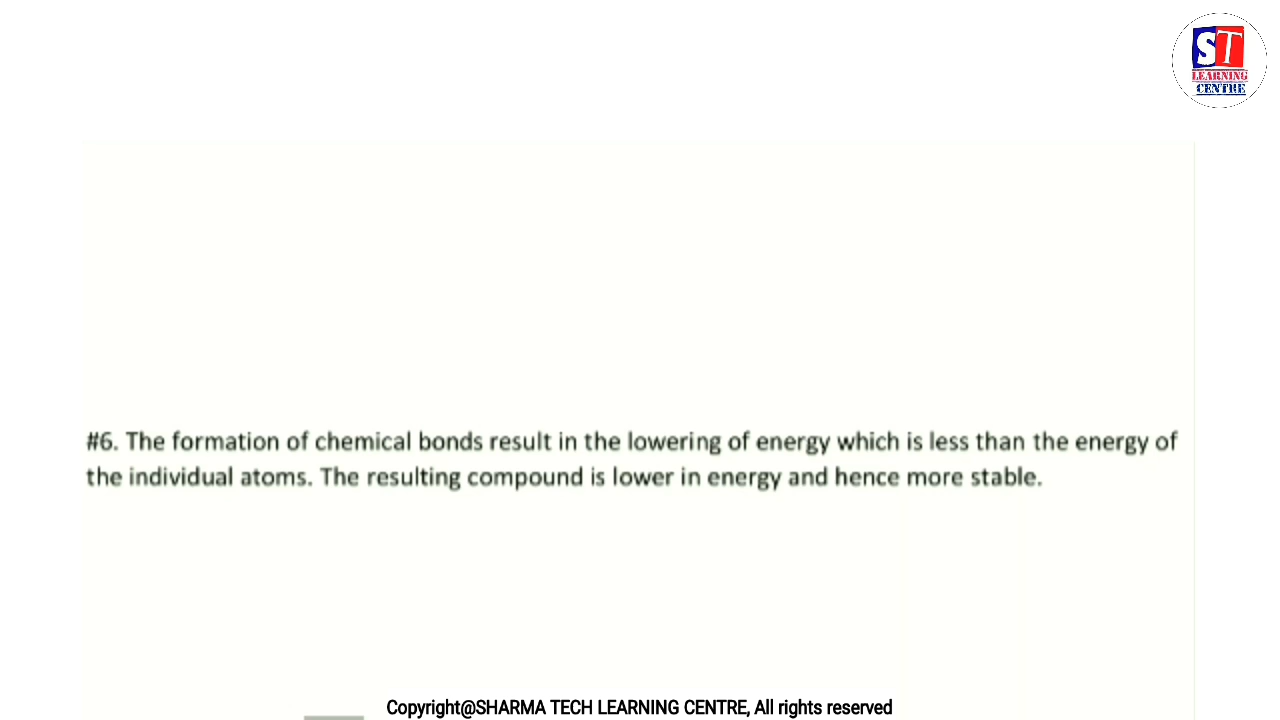 ST
LEARNING
CENTRE
#6. The formation of chemical bonds result in the lowering of energy which is less than the energy of
the individual atoms. The resulting compound is lower in energy and hence more stable.
Copyright@SHARMA TECH LEARNING CENTRE, All rights reserved